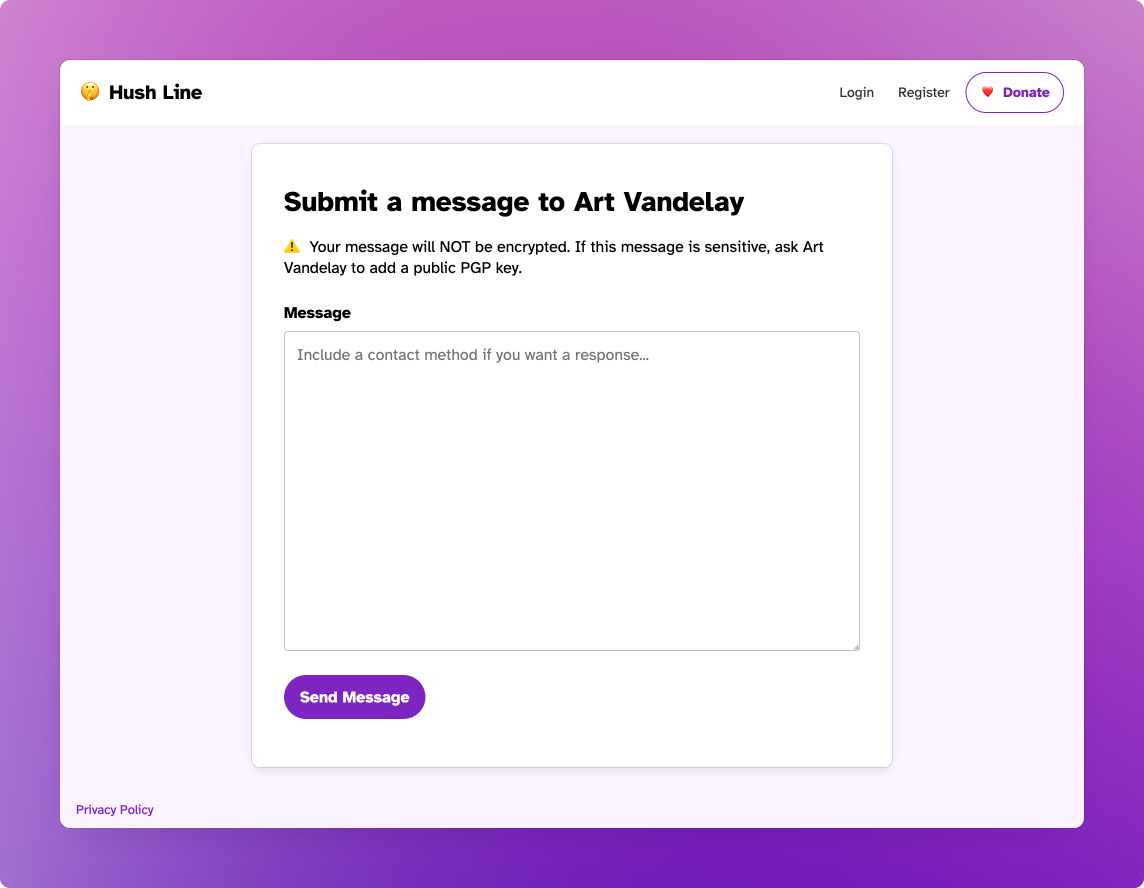 🤫 Hush Line
Login Register ❤️ Donate
Submit a message to Art Vandelay
⚠️ Your message will NOT be encrypted. If this message is sensitive, ask Art
Vandelay to add a public PGP key.
Message
Include a contact method if you want a response...
Send Message
Privacy Policy